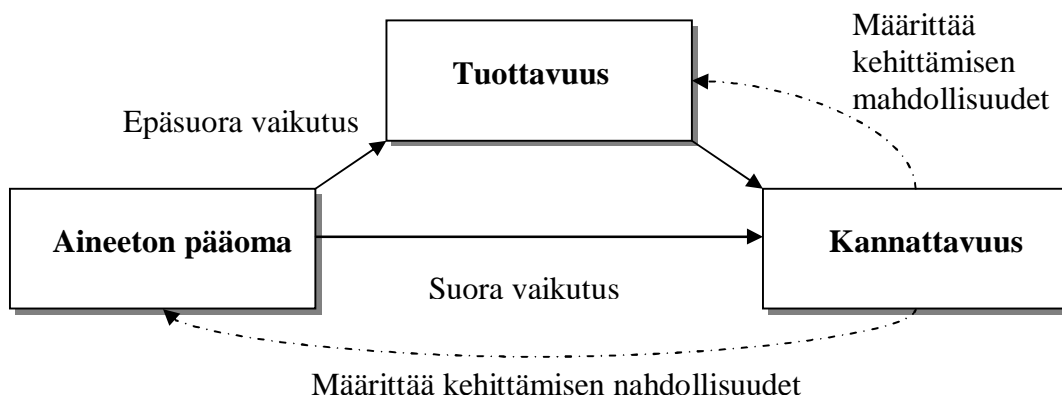 Määrittää
kehittämisen
mahdollisuudet
Tuottavuus
Epäsuora vaikutus
Aineeton pääoma
Kannattavuus
Suora vaikutus
Määrittää kehittämisen nahdollisuudet